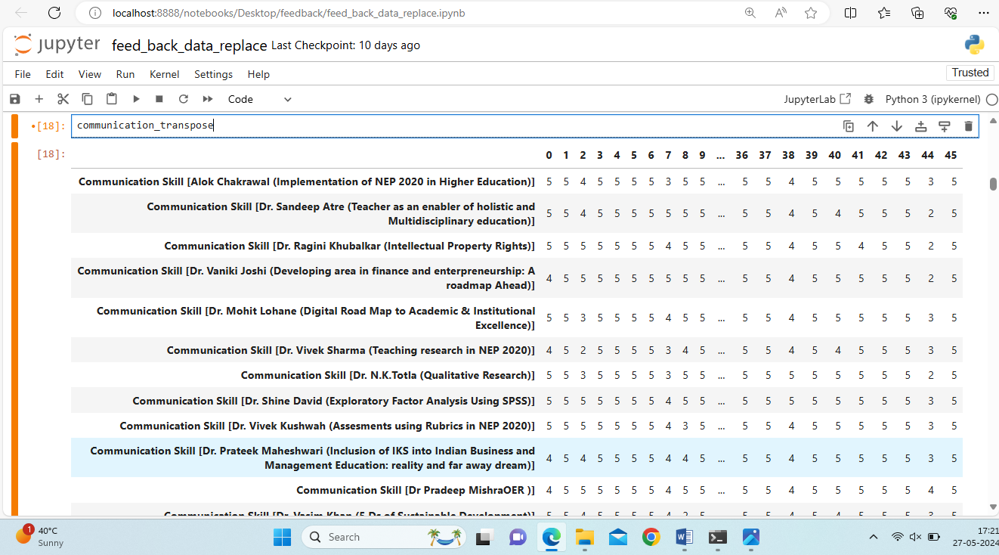 localhost:8888/notebooks/Desktop/feedback/feed_back_data_replace.ipynb
jupyter feed_back_data_replace Last Checkpoint: 10 days ago
File Edit View Run Kernel Settings Help Trusted
Code JupyterLab Python 3 (ipykernel)
[18]: communication_transpose
[18]: 0 1 2 3 4 5 6 7 8 9 ... 36 37 38 39 40 41 42 43 44 45
Communication Skill [Alok Chakrawal (Implementation of NEP 2020 in Higher Education)] 5 5 4 5 5 5 5 3 5 5 ... 5 5 4 5 5 5 5 5 3 5
Communication Skill [Dr. Sandeep Atre (Teacher as an enabler of holistic and
Multidisciplinary education)] 5 5 4 5 5 5 5 5 5 5 ... 5 5 4 5 4 5 5 5 2 5
Communication Skill [Dr. Ragini Khubalkar (Intellectual Property Rights)] 5 5 5 5 5 5 5 4 5 5 ... 5 5 4 5 5 4 5 5 2 5
Communication Skill [Dr. Vaniki Joshi (Developing area in finance and enterpreneurship: A
roadmap Ahead)] 4 5 5 5 5 5 5 5 5 5 ... 5 5 4 5 5 5 5 5 2 5
Communication Skill [Dr. Mohit Lohane (Digital Road Map to Academic & Institutional
Excellence)] 5 5 3 5 5 5 5 4 5 5 ... 5 5 4 5 5 5 5 5 3 5
Communication Skill [Dr. Vivek Sharma (Teaching research in NEP 2020)] 4 5 2 5 5 5 5 3 4 5 ... 5 5 4 5 4 5 5 5 3 5
Communication Skill [Dr. N.K.Totla (Qualitative Research)] 5 5 3 5 5 5 5 3 5 5 ... 5 5 5 5 5 5 5 5 2 5
Communication Skill [Dr. Shine David (Exploratory Factor Analysis Using SPSS)] 5 5 5 5 5 5 5 4 5 5 ... 5 5 5 5 5 5 5 5 3 5
Communication Skill [Dr. Vivek Kushwah (Assesments using Rubrics in NEP 2020)] 5 5 5 5 5 5 5 4 3 5 ... 5 5 4 5 5 5 5 5 3 5
Communication Skill [Dr. Prateek Maheshwari (Inclusion of IKS into Indian Business and
Management Education: reality and far away dream)] 4 5 4 5 5 5 5 4 4 5 ... 5 5 4 5 5 5 5 5 3 5
Communication Skill [Dr Pradeep MishraOER )] 4 5 5 5 5 5 5 4 5 5 ... 5 5 4 5 5 5 5 5 4 5
Communication Skill [Dr. Vasim Khan (5 Ds of Sustainable Development)]
1 40°C
Sunny
Search
17:21
27-05-2024